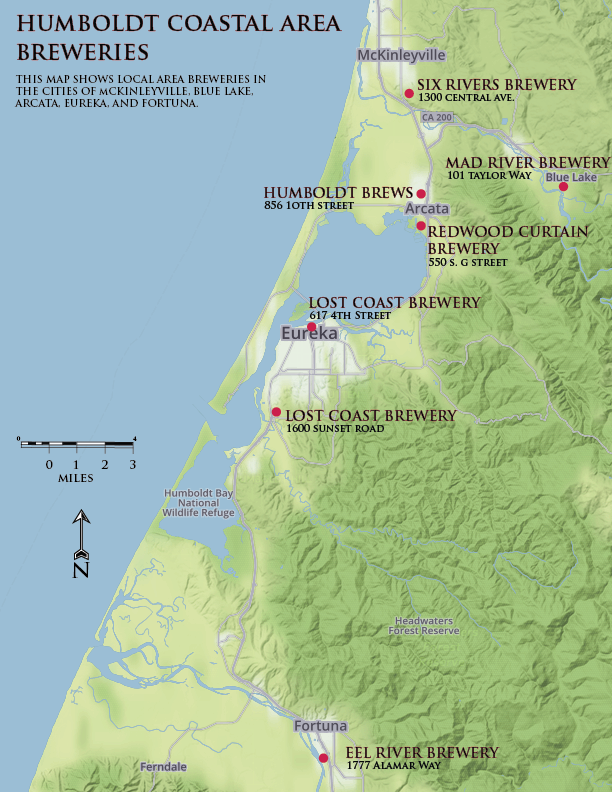 HUMBOLDT COASTAL AREA
BREWERIES
THIS MAP SHOWS LOCAL AREA BREWERIES IN
THE CITIES OF McKINLEYVILLE, BLUE LAKE,
ARCATA, EUREKA, AND FORTUNA.
McKinleyville
SIX RIVERS BREWERY
1300 CENTRAL AVE.
CA 200
MAD RIVER BREWERY
101 TAYLOR WAY
Blue Lake
HUMBOLDT BREWS
856 10TH STREET
Arcata
REDWOOD CURTAIN
BREWERY
550 S. G STREET
LOST COAST BREWERY
617 4TH STREET
Eureka
LOST COAST BREWERY
1600 SUNSET ROAD
0 4
0 1 2 3
MILES
Humboldt Bay
National
Wildlife Refuge
N
Headwaters
Forest Reserve
Fortuna
EEL RIVER BREWERY
1777 ALAMAR WAY
Ferndale